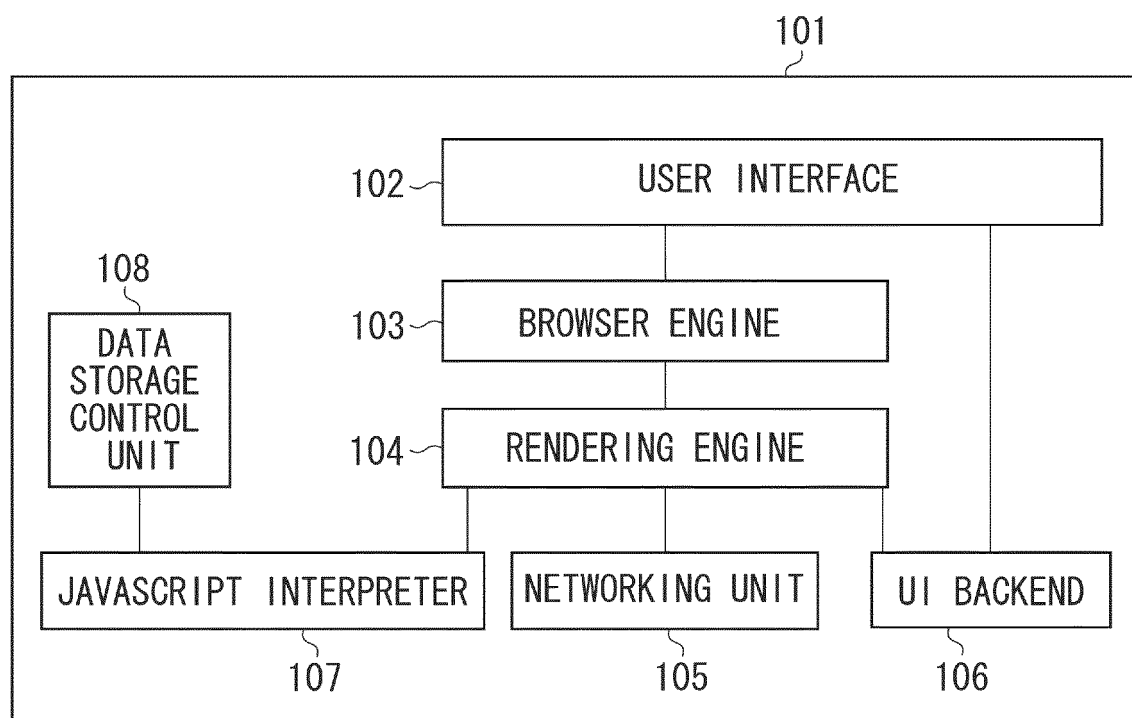 101
102
USER INTERFACE
108
103
BROWSER ENGINE
DATA
STORAGE
CONTROL
UNIT
104
RENDERING ENGINE
JAVASCRIPT INTERPRETER
NETWORKING UNIT
UI BACKEND
107
105
106